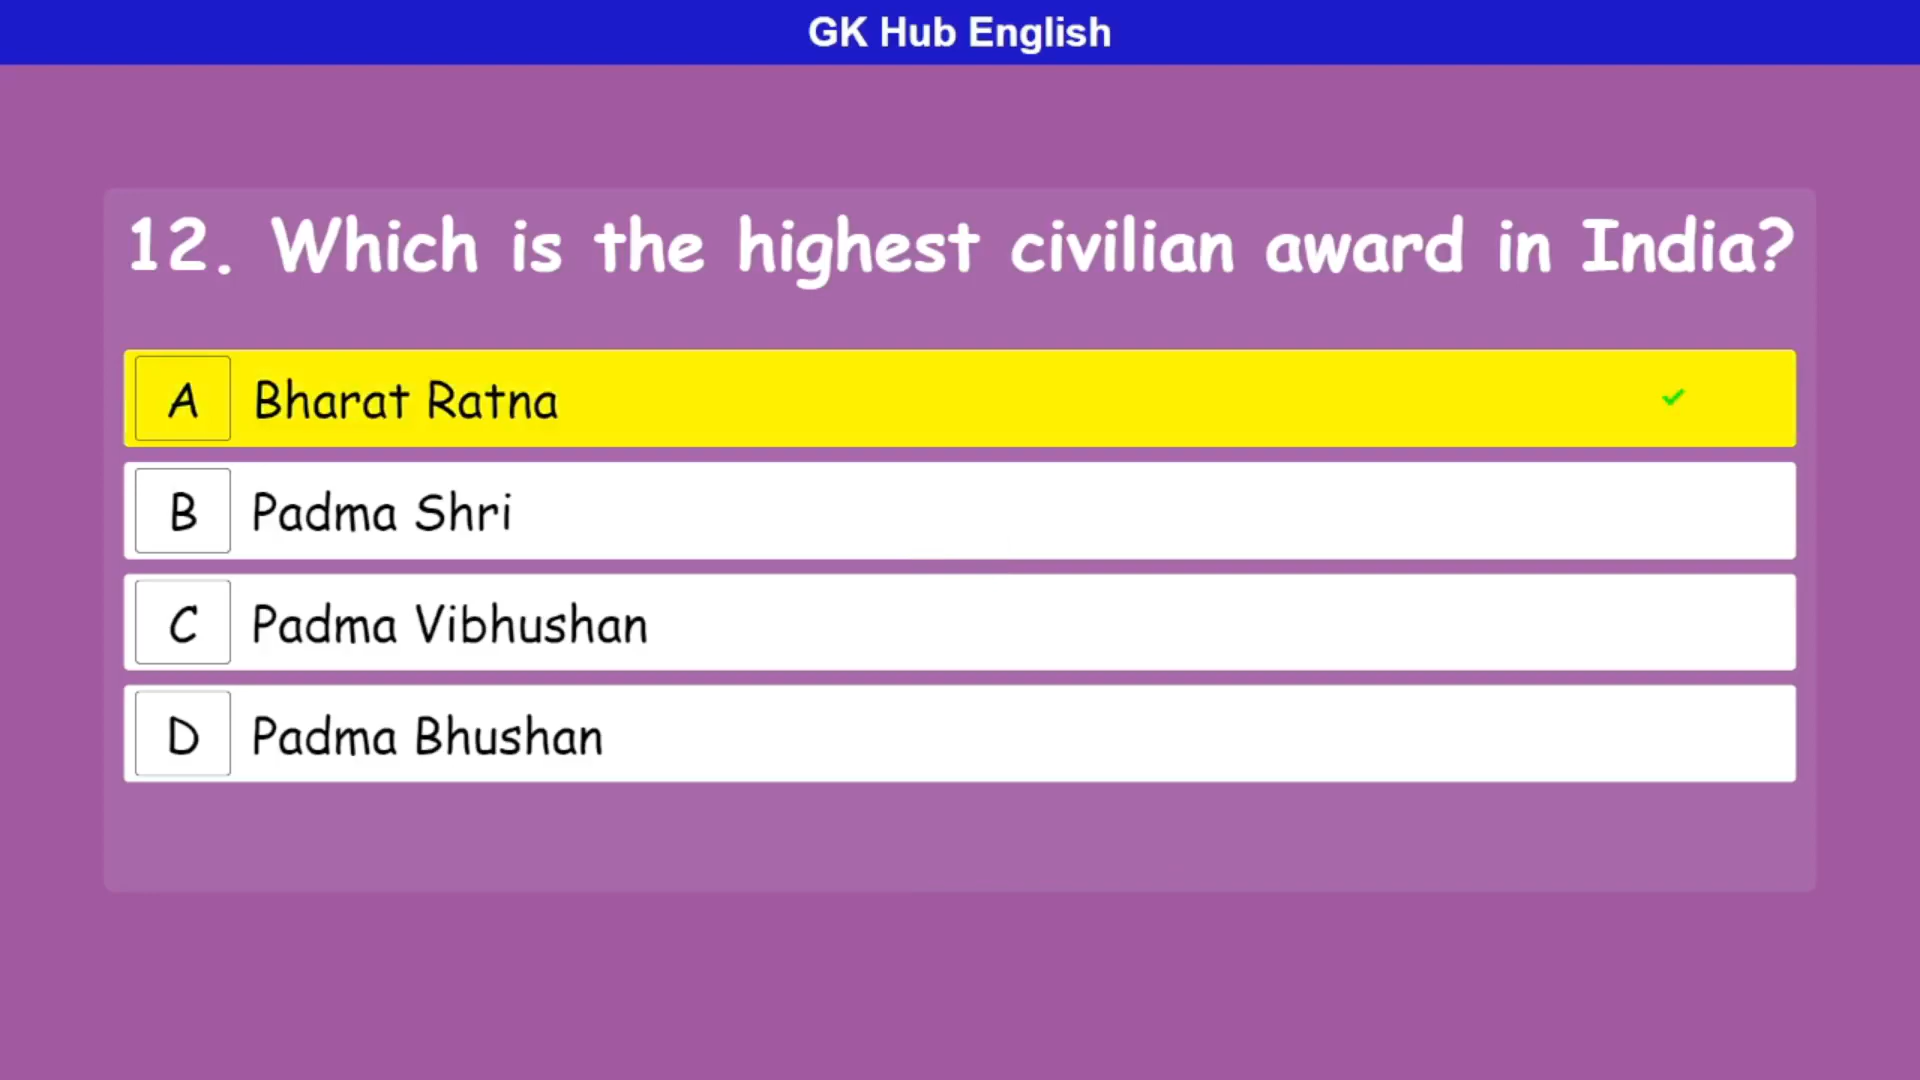 GK Hub English
12. Which is the highest civilian award in India?
A Bharat Ratna
B Padma Shri
C Padma Vibhushan
D Padma Bhushan